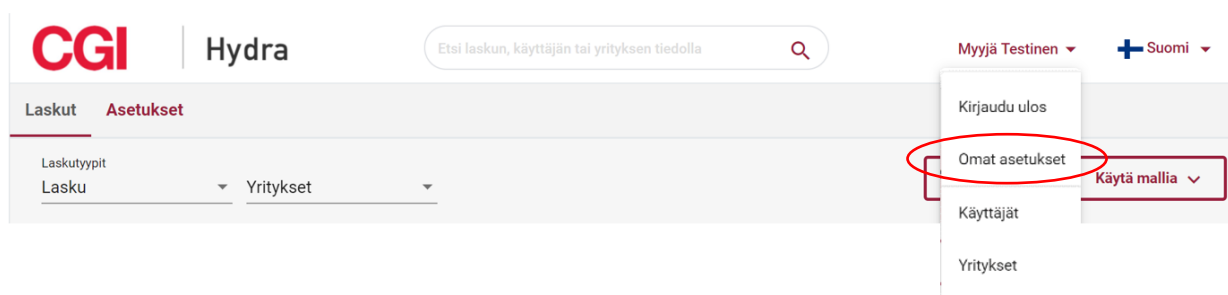 CGI Hydra Etsi laskun, käyttäjän tai yrityksen tiedolla Myyjä Testinen Suomi
Laskut Asetukset Kirjaudu ulos
Laskutyypit
Omat asetukset
Lasku Yritykset Käytä mallia
Käyttäjät
Yritykset